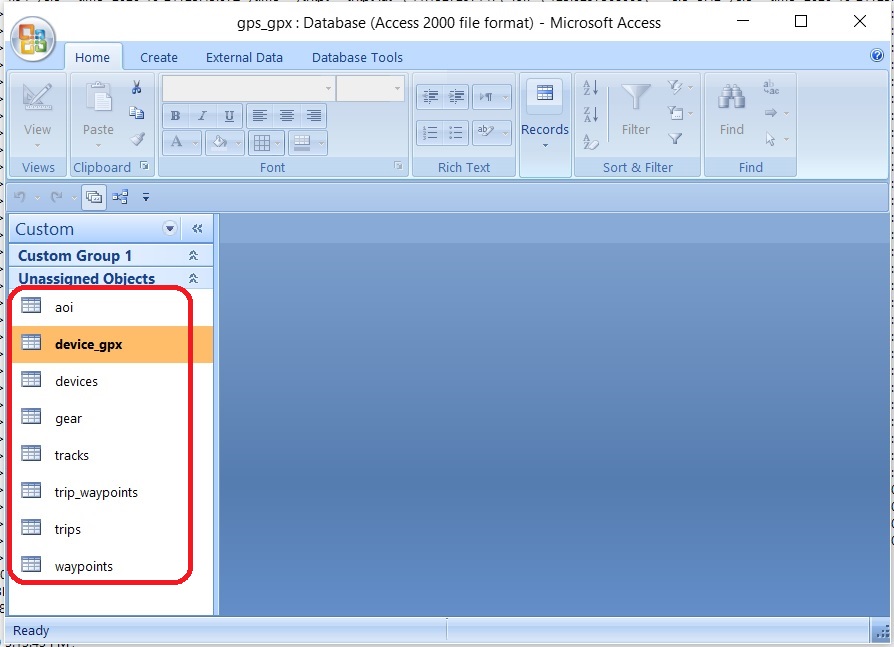 gps_gpx : Database (Access 2000 file format) - Microsoft Access
Home Create External Data Database Tools
View Paste B I U A Records Filter Find
Views Clipboard Font Rich Text Sort & Filter Find
Custom
Custom Group 1
Unassigned Objects
aoi
device_gpx
devices
gear
tracks
trip_waypoints
trips
waypoints
Ready